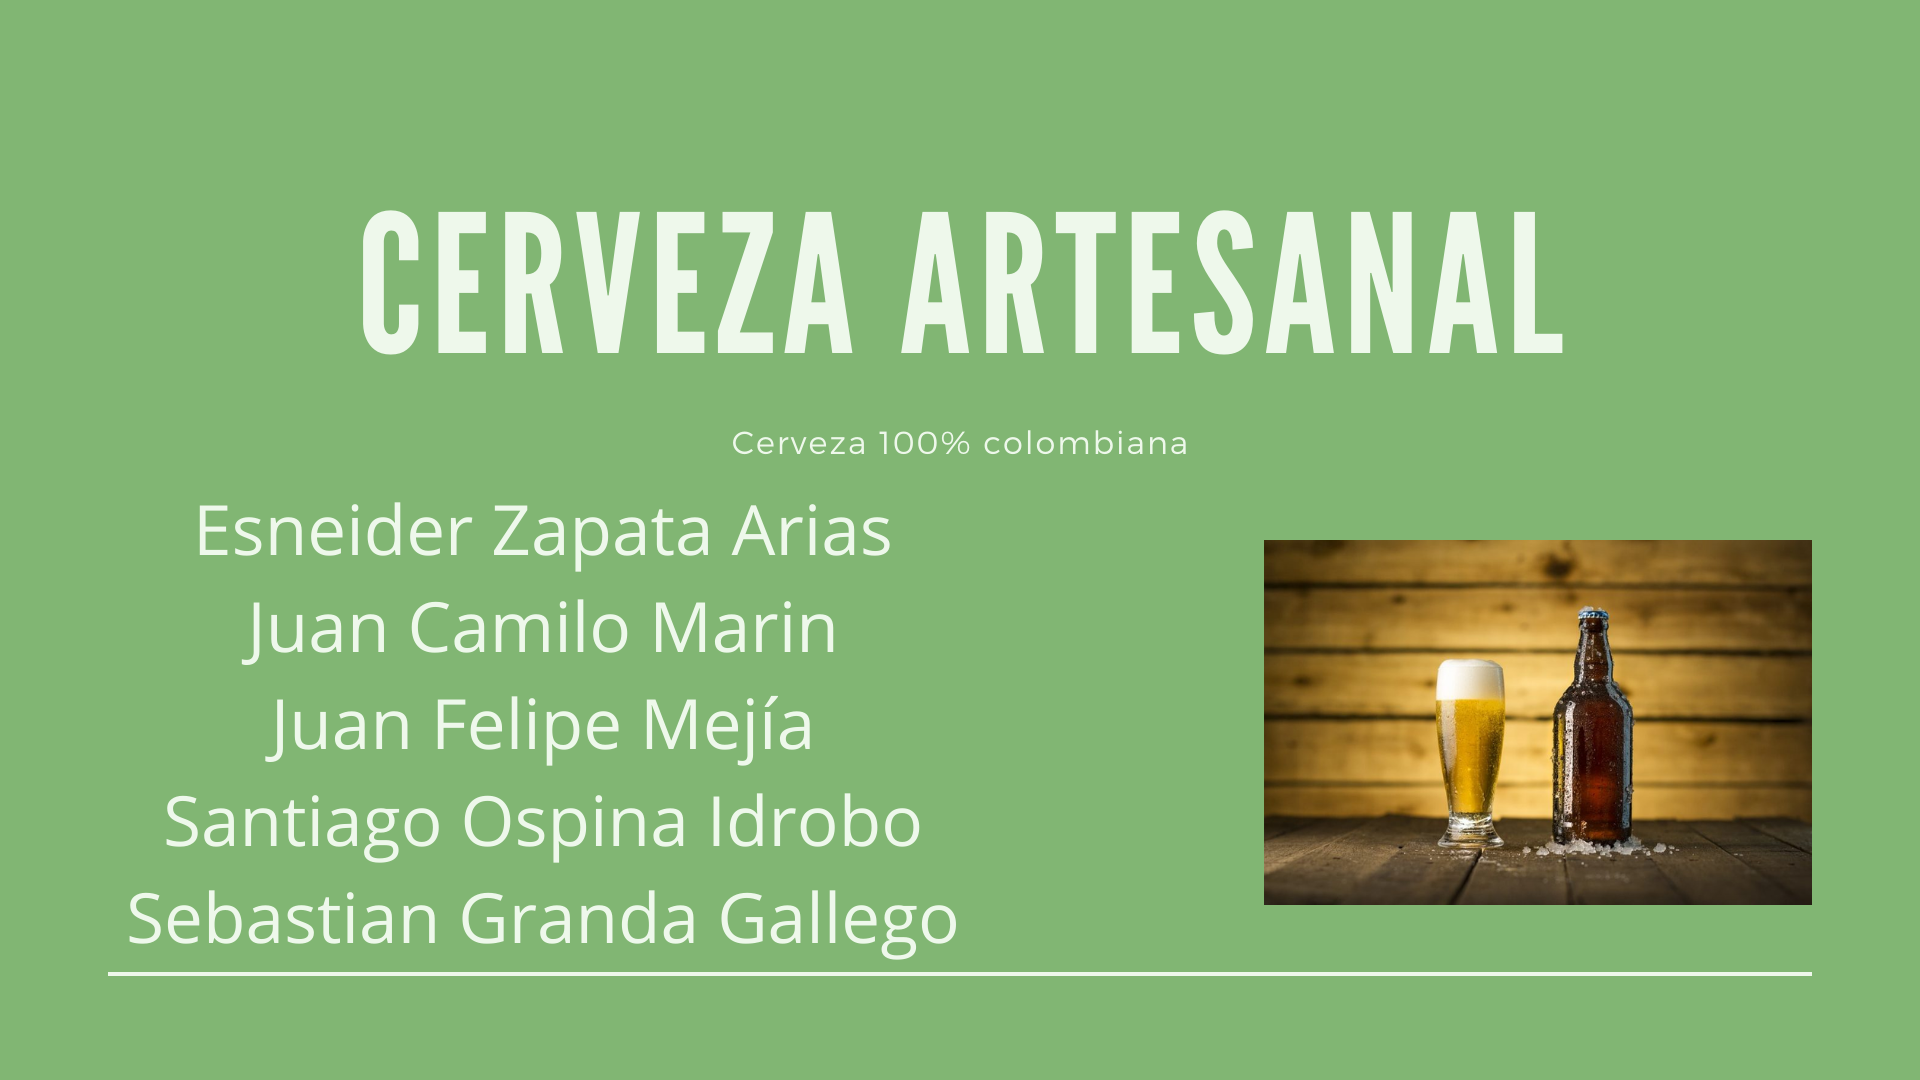 CERVEZA ARTESANAL
Cerveza 100% colombiana
Esneider Zapata Arias
Juan Camilo Marin
Juan Felipe Mejía
Santiago Ospina Idrobo
Sebastian Granda Gallego